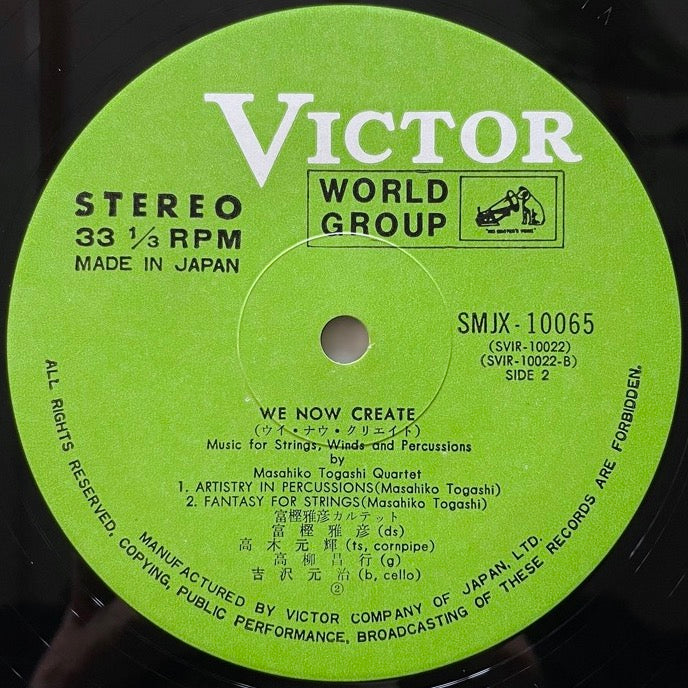 VICTOR
WORLD
GROUP
"HIS MASTER'S VOICE"
STEREO
33 1/3 RPM
MADE IN JAPAN
SMJX-10065
(SVIR-10022)
(SVIR-10022-B)
SIDE 2
WE NOW CREATE
(ウイ・ナウ・クリエイト)
Music for Strings, Winds and Percussions
by
Masahiko Togashi Quartet
1. ARTISTRY IN PERCUSSIONS(Masahiko Togashi)
2. FANTASY FOR STRINGS(Masahiko Togashi)
富樫雅彦カルテット
富樫雅彦(ds)
高木元輝(ts, cornpipe)
高柳昌行(g)
吉沢元治(b, cello)
②
ALL RIGHTS RESERVED. COPYING, PUBLIC PERFORMANCE, BROADCASTING OF THESE RECORDS ARE FORBIDDEN.
MANUFACTURED BY VICTOR COMPANY OF JAPAN, LTD.